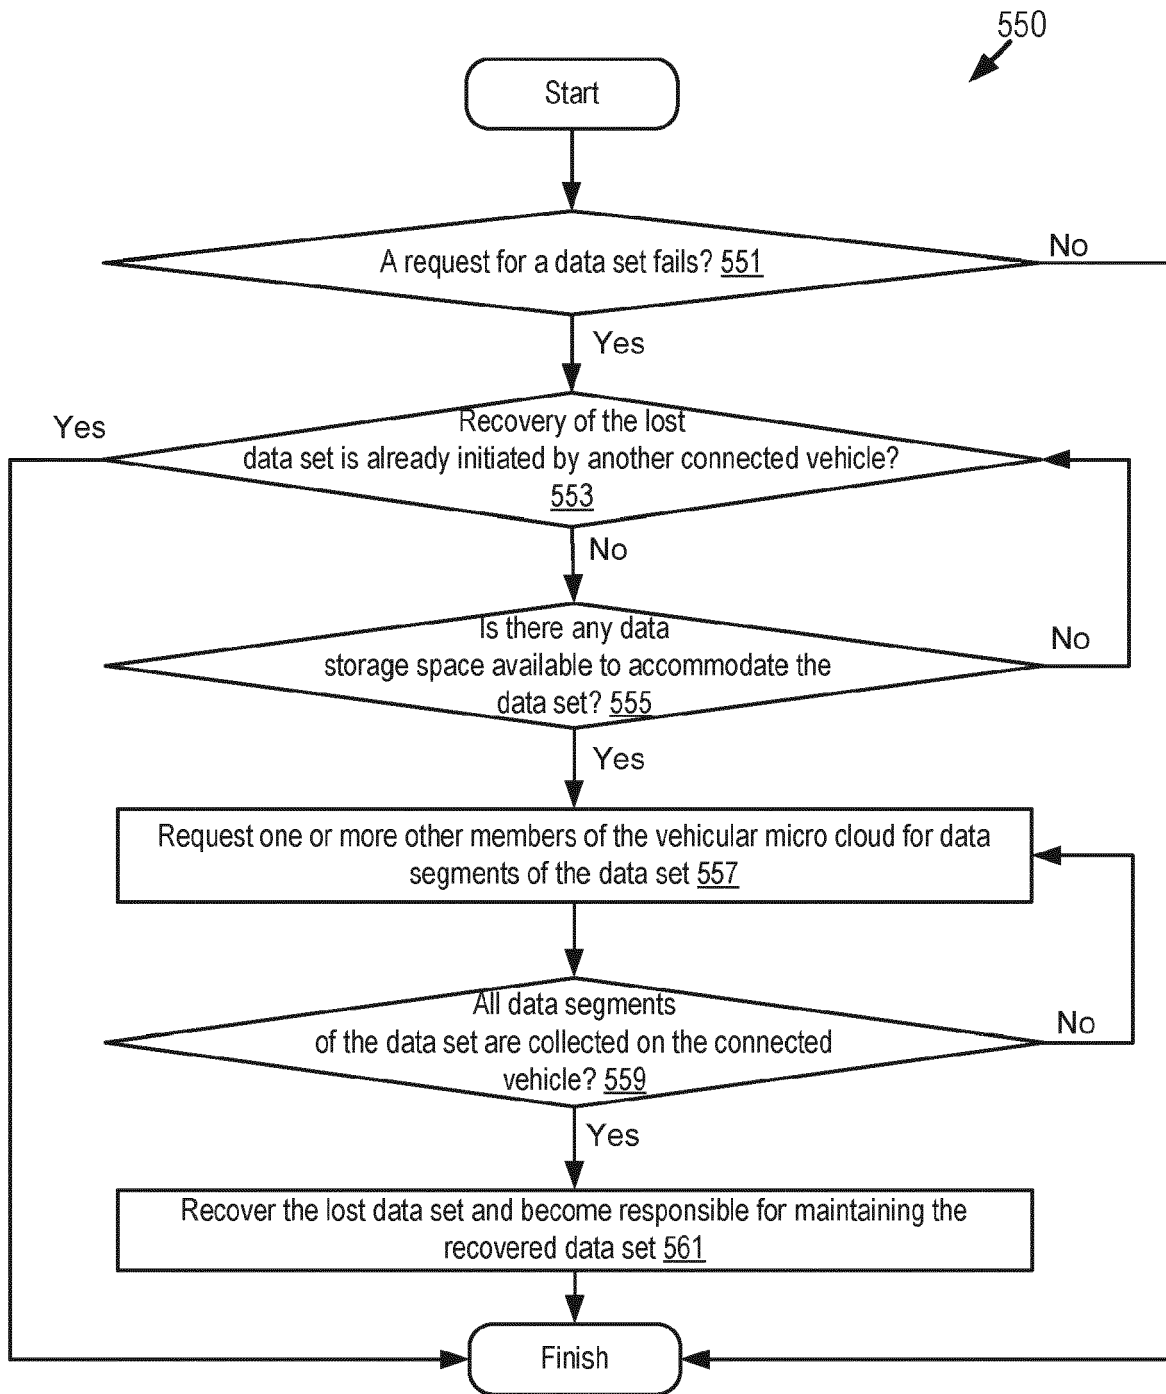 550
Start
A request for a data set fails? 551
No
Yes
Yes
Recovery of the lost
data set is already initiated by another connected vehicle?
553
No
Is there any data
storage space available to accommodate the
data set? 555
No
Yes
Request one or more other members of the vehicular micro cloud for data
segments of the data set 557
All data segments
of the data set are collected on the connected
vehicle? 559
No
Yes
Recover the lost data set and become responsible for maintaining the
recovered data set 561
Finish